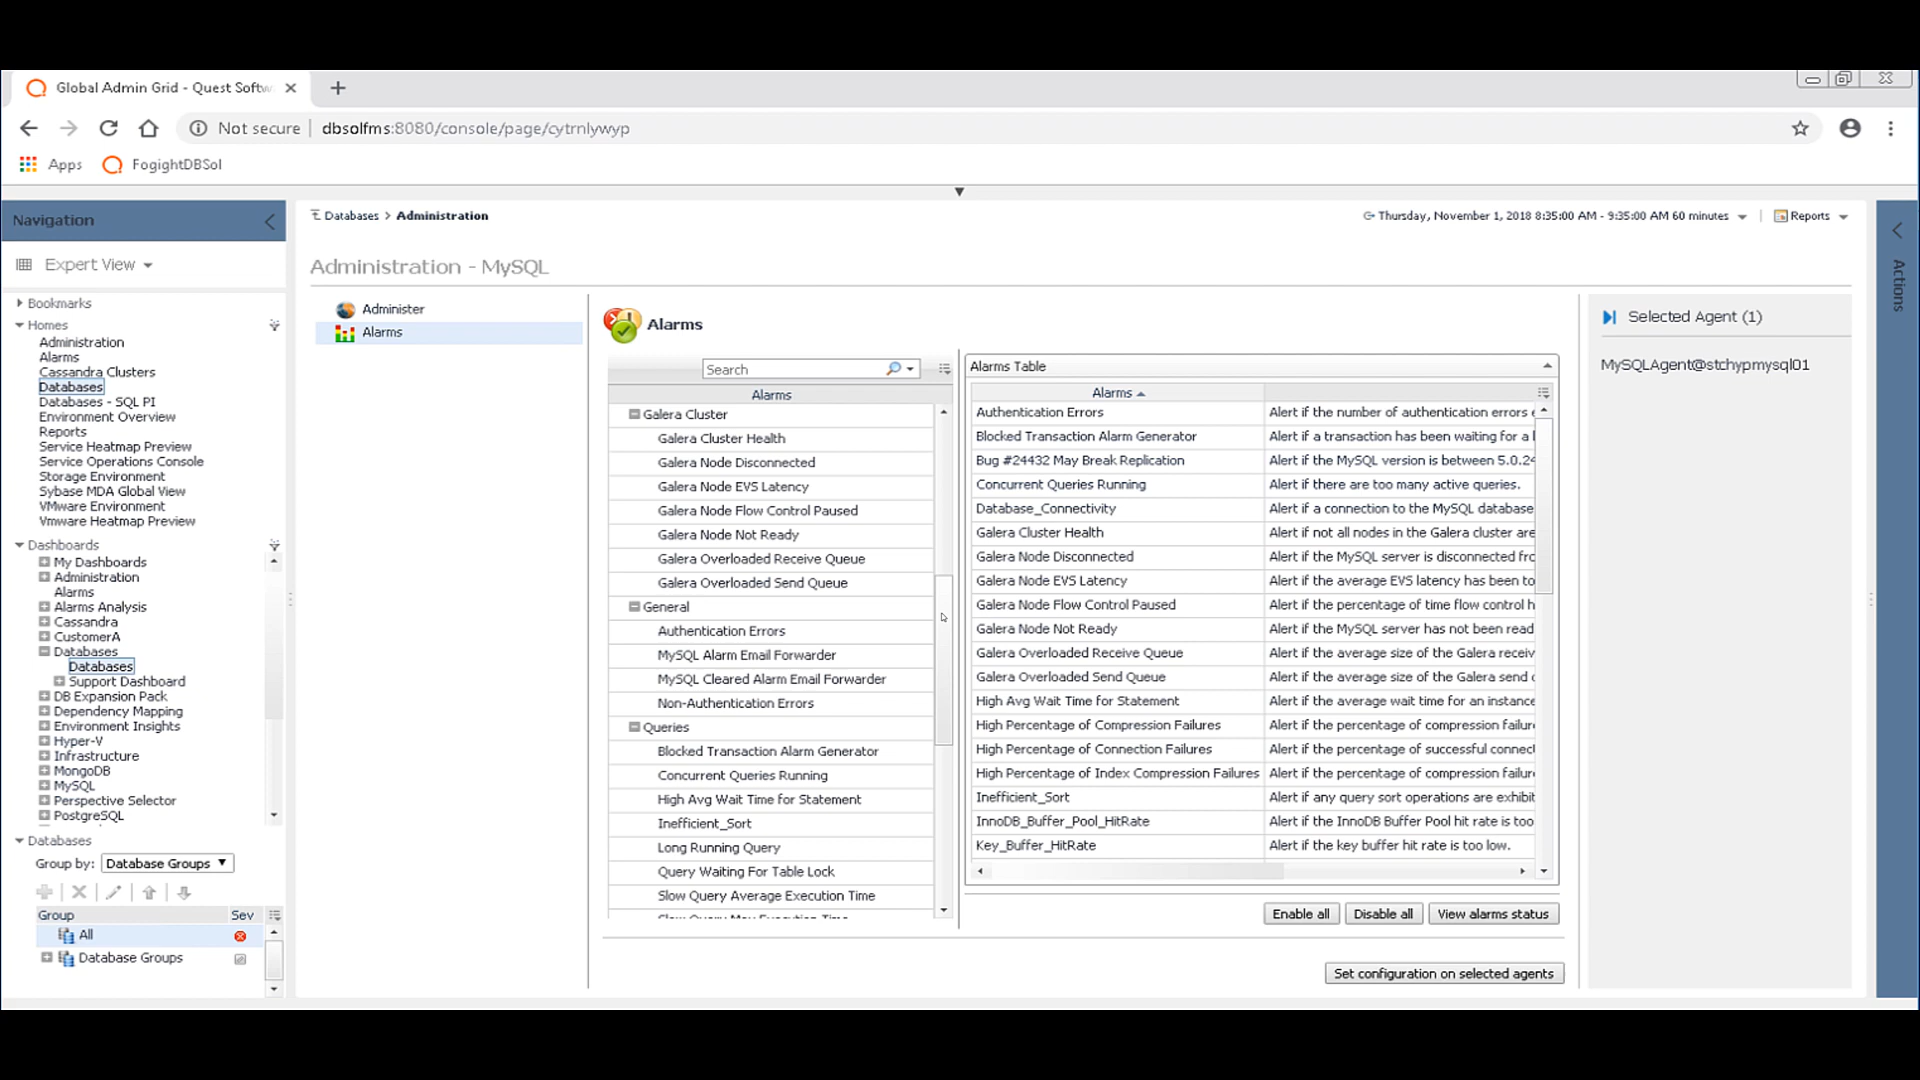 Global Admin Grid - Quest Softw
Not secure
dbsolfms:8080/console/page/cytrnlywyp
Apps
FogightDBSol
Navigation
Expert View
Bookmarks
Homes
Administration
Alarms
Cassandra Clusters
Databases
Databases - SQL PI
Environment Overview
Reports
Service Heatmap Preview
Service Operations Console
Storage Environment
Sybase MDA Global View
VMware Environment
Vmware Heatmap Preview
Dashboards
My Dashboards
Administration
Alarms
Alarms Analysis
Cassandra
CustomerA
Databases
Databases
Support Dashboard
DB Expansion Pack
Dependency Mapping
Environment Insights
Hyper-V
Infrastructure
MongoDB
MySQL
Perspective Selector
PostgreSQL
Databases
Group by: Database Groups
Group Sev
All
Database Groups
Databases > Administration
Thursday, November 1, 2018 8:35:00 AM - 9:35:00 AM 60 minutes
Reports
Administration - MySQL
Administer
Alarms
Alarms
Search
Alarms
Galera Cluster
Galera Cluster Health
Galera Node Disconnected
Galera Node EVS Latency
Galera Node Flow Control Paused
Galera Node Not Ready
Galera Overloaded Receive Queue
Galera Overloaded Send Queue
General
Authentication Errors
MySQL Alarm Email Forwarder
MySQL Cleared Alarm Email Forwarder
Non-Authentication Errors
Queries
Blocked Transaction Alarm Generator
Concurrent Queries Running
High Avg Wait Time for Statement
Inefficient_Sort
Long Running Query
Query Waiting For Table Lock
Slow Query Average Execution Time
Alarms Table
Alarms
Authentication Errors Alert if the number of authentication errors e
Blocked Transaction Alarm Generator Alert if a transaction has been waiting for a l
Bug #24432 May Break Replication Alert if the MySQL version is between 5.0.24
Concurrent Queries Running Alert if there are too many active queries.
Database_Connectivity Alert if a connection to the MySQL database
Galera Cluster Health Alert if not all nodes in the Galera cluster are
Galera Node Disconnected Alert if the MySQL server is disconnected fro
Galera Node EVS Latency Alert if the average EVS latency has been to
Galera Node Flow Control Paused Alert if the percentage of time flow control h
Galera Node Not Ready Alert if the MySQL server has not been read
Galera Overloaded Receive Queue Alert if the average size of the Galera receiv
Galera Overloaded Send Queue Alert if the average size of the Galera send
High Avg Wait Time for Statement Alert if the average wait time for an instance
High Percentage of Compression Failures Alert if the percentage of compression failure
High Percentage of Connection Failures Alert if the percentage of successful connect
High Percentage of Index Compression Failures Alert if the percentage of compression failure
Inefficient_Sort Alert if any query sort operations are exhibit
InnoDB_Buffer_Pool_HitRate Alert if the InnoDB Buffer Pool hit rate is too
Key_Buffer_HitRate Alert if the key buffer hit rate is too low.
Enable all
Disable all
View alarms status
Set configuration on selected agents
Selected Agent (1)
MySQLAgent@stchypmysql01
Actions